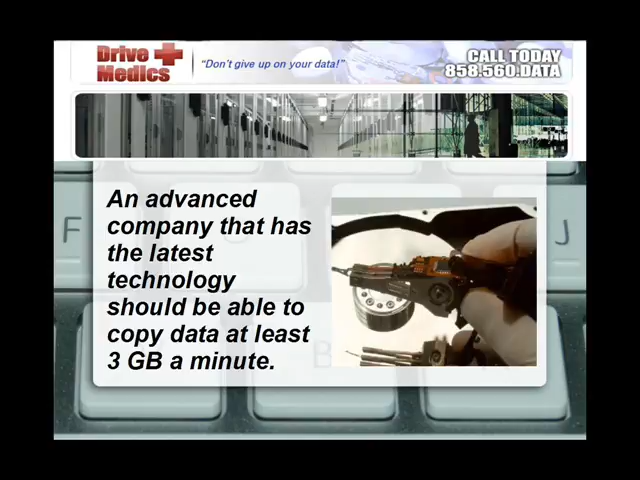 Drive
Medics
"Don't give up on your data!"
CALL TODAY
858.560.DATA
An advanced
company that has
the latest
technology
should be able to
copy data at least
3 GB a minute.
F
J
B